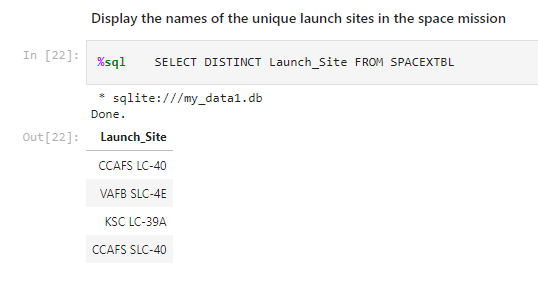 Display the names of the unique launch sites in the space mission
In [22]: %sql SELECT DISTINCT Launch_Site FROM SPACEXTBL
* sqlite:///my_data1.db
Done.
Out[22]: Launch_Site
CCAFS LC-40
VAFB SLC-4E
KSC LC-39A
CCAFS SLC-40